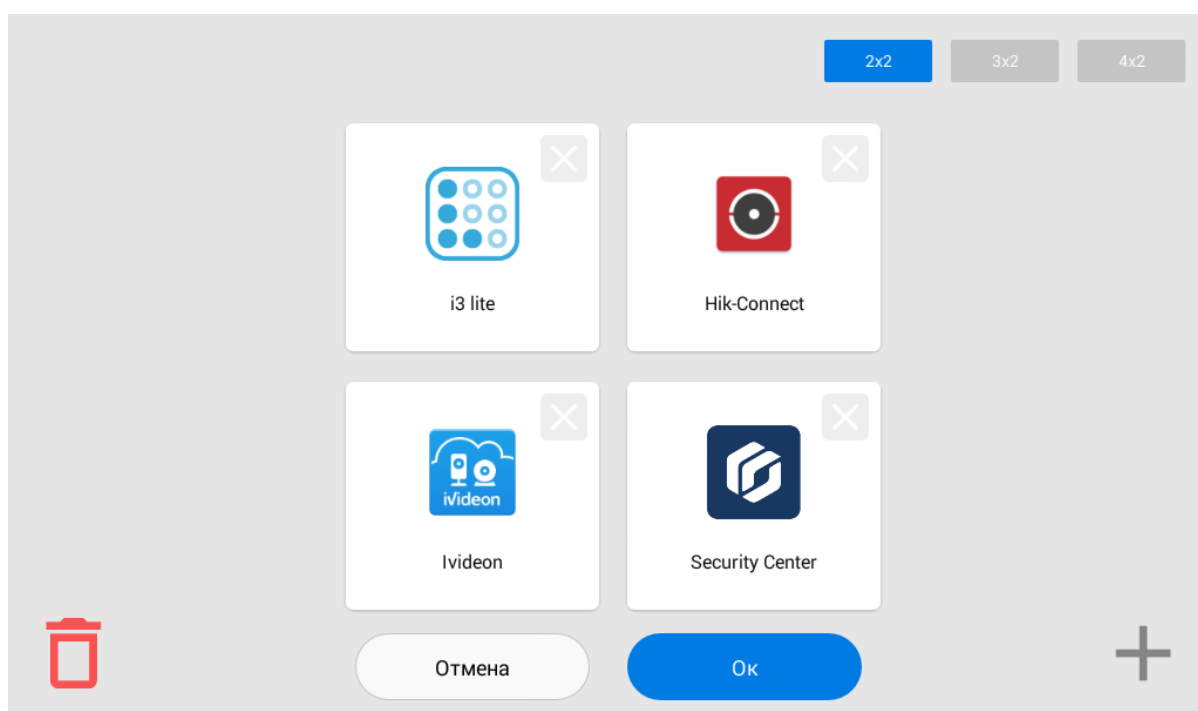 2x2
3x2
4x2
i3 lite
Hik-Connect
iVideon
Ivideon
Security Center
Отмена
Ок